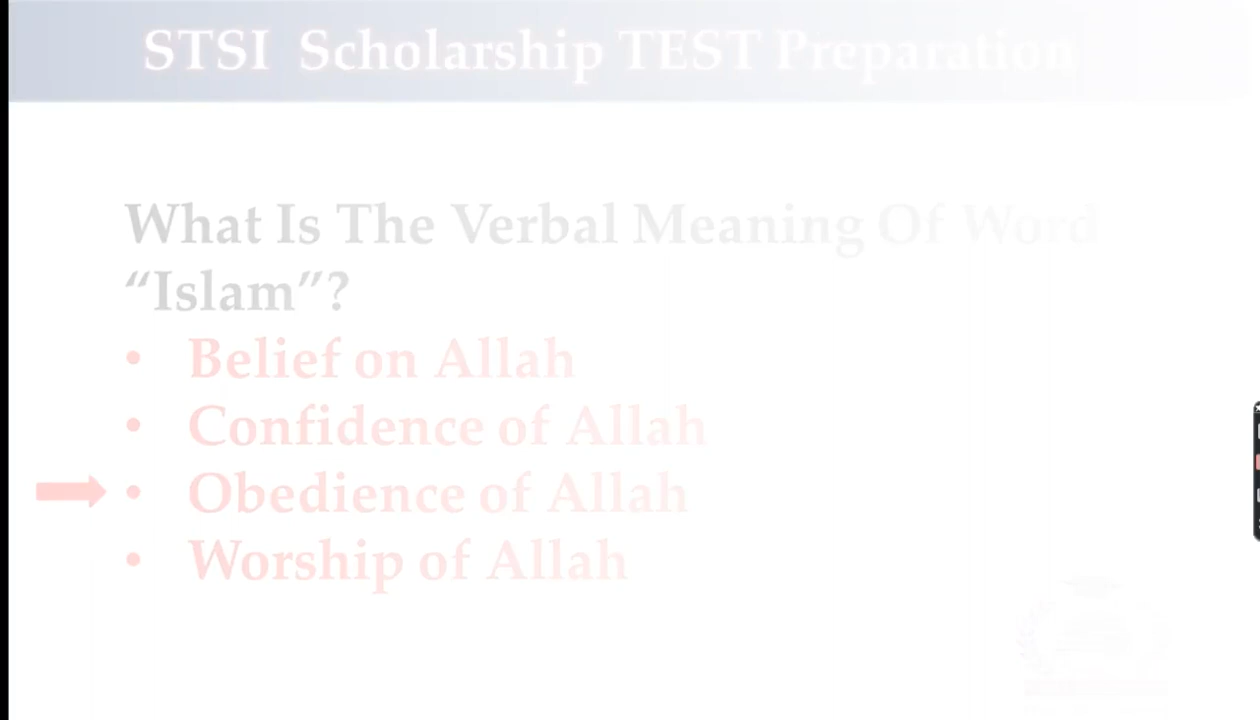 STSI Scholarship TEST Preparation
What Is The Verbal Meaning Of Word
“Islam”?
• Belief on Allah
• Confidence of Allah
• Obedience of Allah
• Worship of Allah